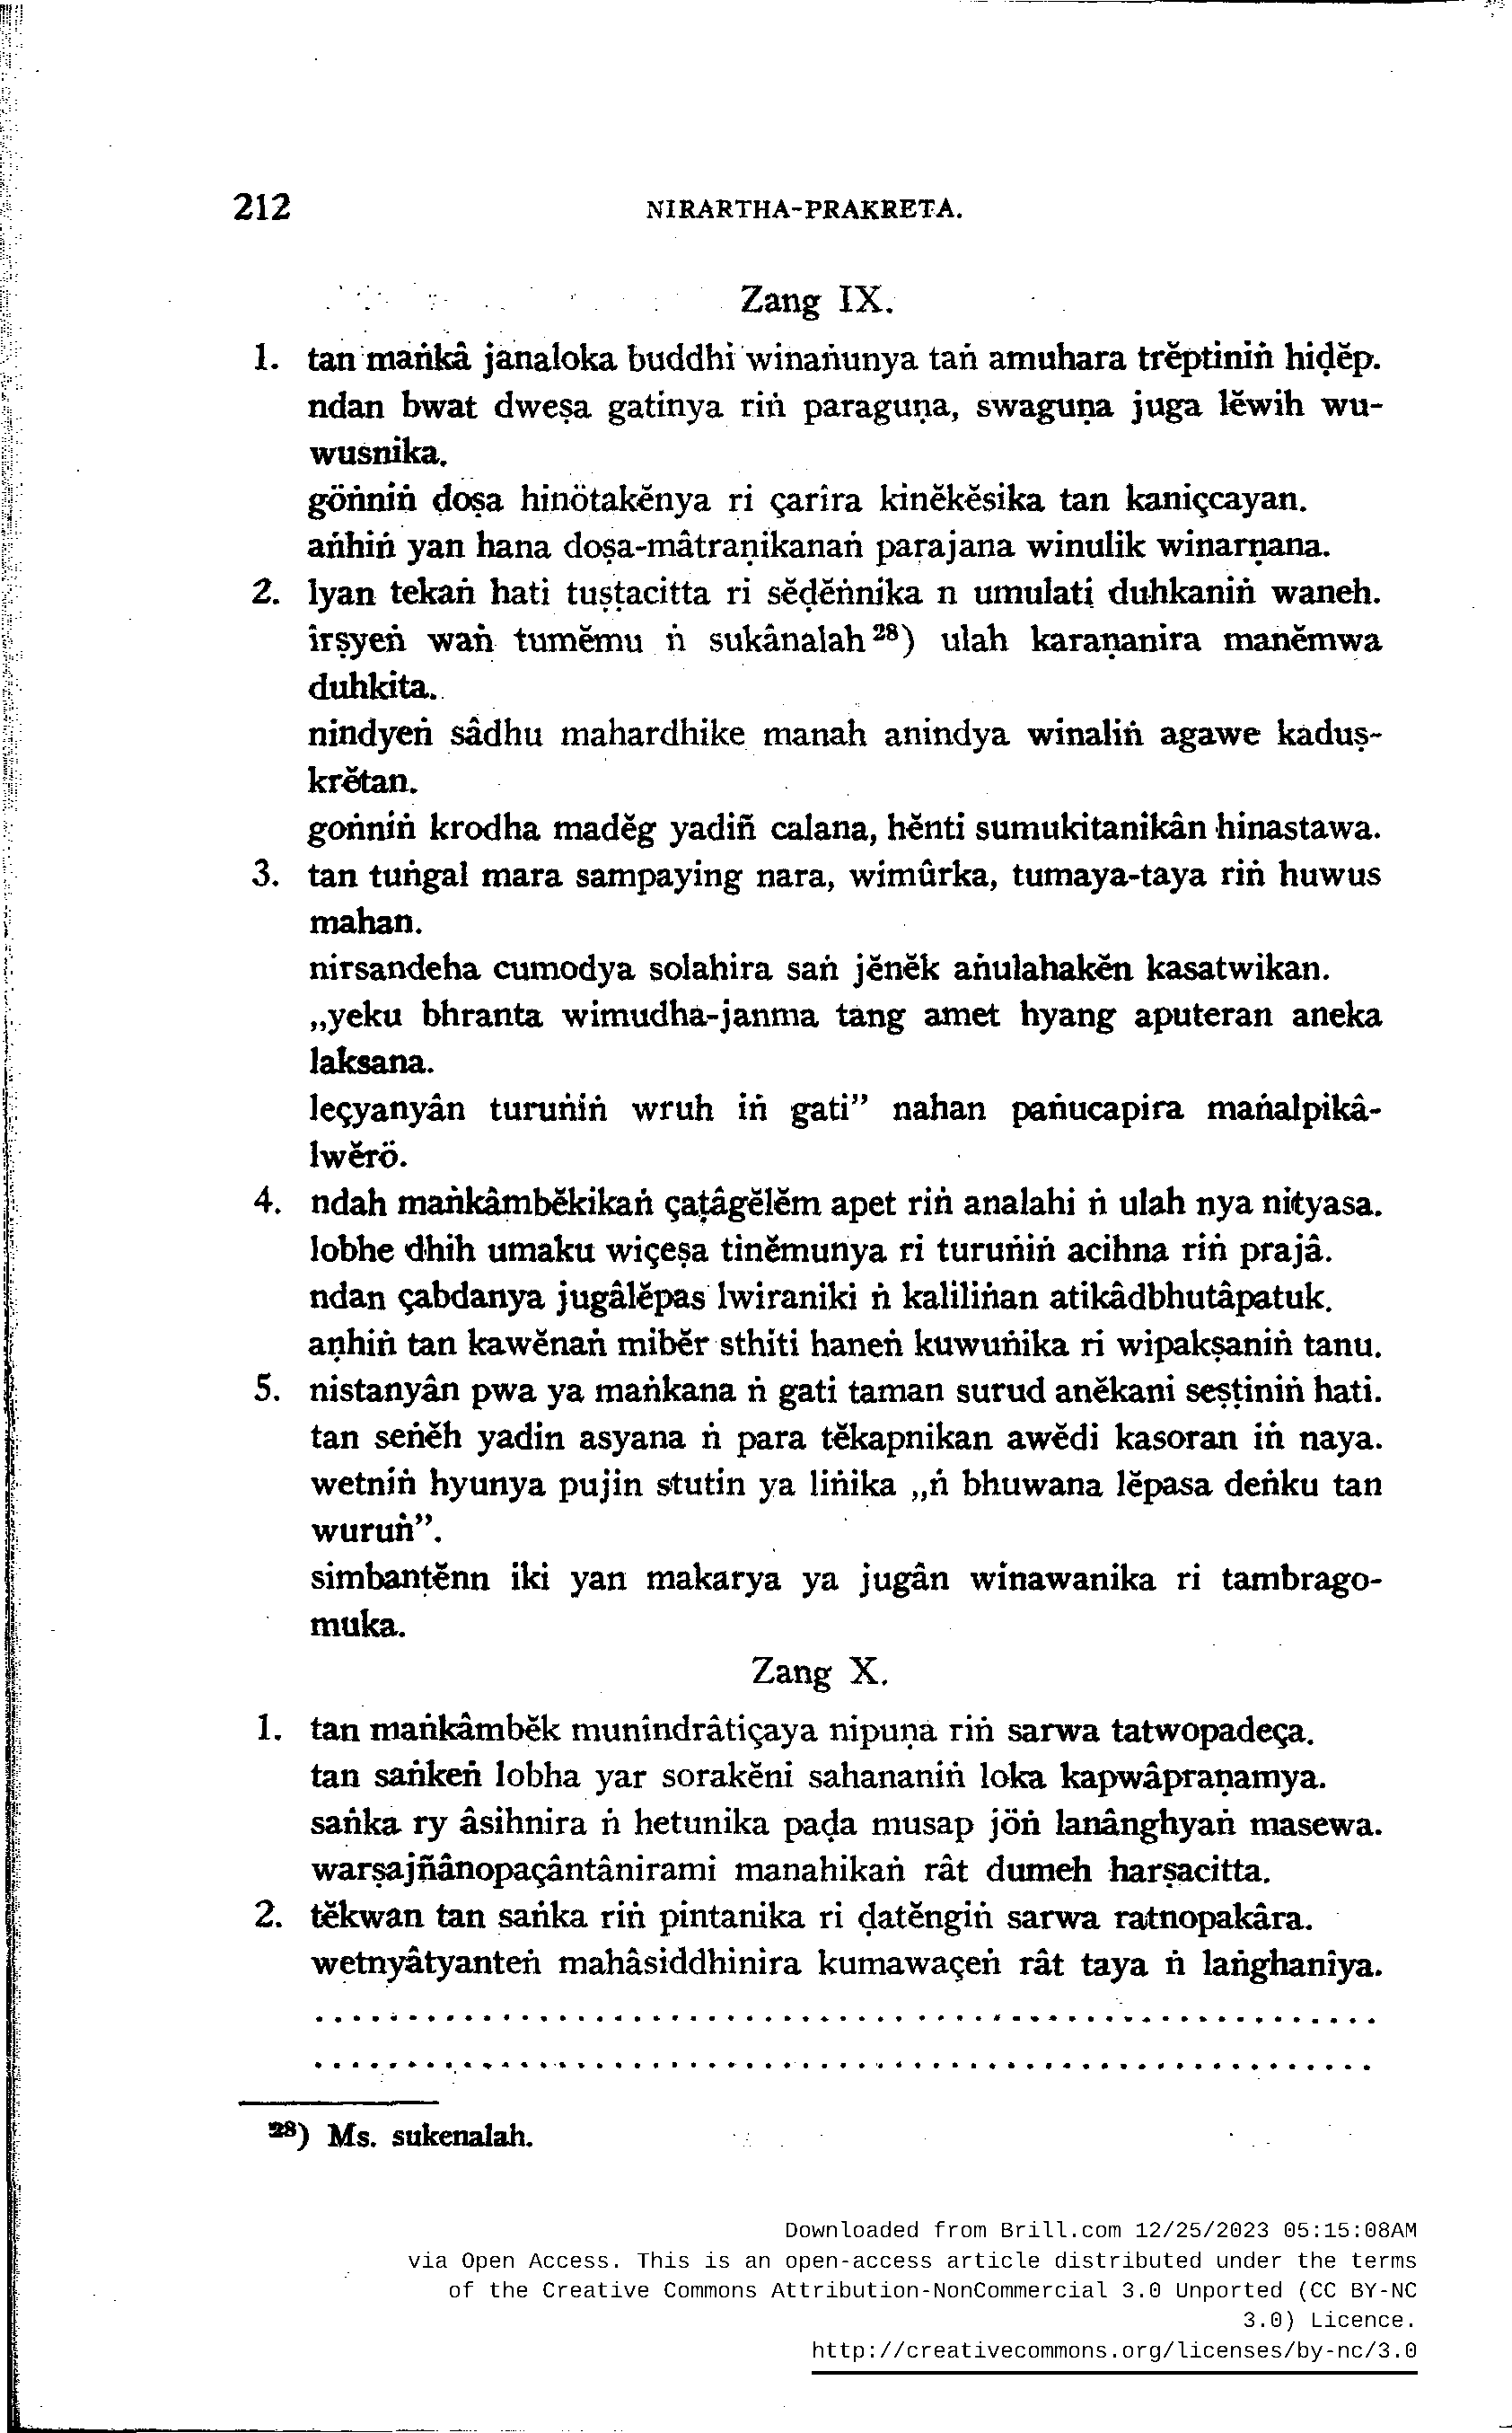 212 NIRARTHA-PRAKRETA.
Zang IX.
1. tan maṅkâ janaloka buddhi winaṅunya taṅ amuhara trĕptiniṅ hiḍĕp.
ndan bwat dweṣa gatinya riṅ paraguṇa, swaguṇa juga lĕwih wu-
wusnika.
göṅniṅ ḍoṣa hinötakĕnya ri çarîra kinĕkĕsika tan kaniççayan.
aṅhiṅ yan hana doṣa-mâtraṇikanaṅ parajana winulik winarṇana.
2. lyan tekaṅ hati tuṣṭacitta ri sĕḍĕṅnika n umulati duhkaniṅ waneh.
îrṣyeṅ waṅ tumĕmu ṅ sukânalah ²⁸) ulah karaṇanira manĕmwa
duhkita.
nindyeṅ sâdhu mahardhike manah anindya winaliṅ agawe kaduṣ-
krĕtan.
goṅniṅ krodha madĕg yadiñ calana, hĕnti sumukitanikân hinastawa.
3. tan tuṅgal mara sampaying nara, wimûrka, tumaya-taya riṅ huwus
mahan.
nirsandeha cumodya solahira saṅ jĕnĕk aṅulahakĕn kasatwikan.
„yeku bhranta wimudha-janma tang amet hyang aputeran aneka
laksana.
leçyanyân turuṅiṅ wruh iṅ gati” nahan paṅucapira maṅalpikâ-
lwĕrö.
4. ndah maṅkâmbĕkikaṅ çaṭâgĕlĕm apet riṅ analahi ṅ ulah nya nityasa.
lobhe dhih umaku wiçeṣa tinĕmunya ri turuṅiṅ acihna riṅ prajâ.
ndan çabdanya jugâlĕpas lwiraniki ṅ kaliliṅan atikâdbhutâpatuk.
aṇhiṅ tan kawĕnaṅ mibĕr sthiti haneṅ kuwuṅika ri wipakṣaniṅ tanu.
5. nistanyân pwa ya maṅkana ṅ gati taman surud anĕkani seṣṭiniṅ hati.
tan seṅĕh yadin asyana ṅ para tĕkapnikan awĕdi kasoran iṅ naya.
wetniṅ hyunya pujin stutin ya liṅika „ṅ bhuwana lĕpasa deṅku tan
wuruṅ”.
simbanṭĕnn iki yan makarya ya jugân winawanika ri tambrago-
muka.
Zang X.
1. tan maṅkâmbĕk munîndrâtiçaya nipuṇa riṅ sarwa tatwopadeça.
tan saṅkeṅ lobha yar sorakĕni sahananiṅ loka kapwâpraṇamya.
saṅka ry âsihnira ṅ hetunika paḍa musap jöṅ lanânghyaṅ masewa.
warṣajñânopaçântânirami manahikaṅ rât dumeh harṣacitta.
2. tĕkwan tan saṅka riṅ pintanika ri ḍatĕngiṅ sarwa ratnopakâra.
wetnyâtyanteṅ mahâsiddhinira kumawaçeṅ rât taya ṅ laṅghanîya.
.........................................................
.........................................................
²⁸) Ms. sukenalah.
Downloaded from Brill.com 12/25/2023 05:15:08AM
via Open Access. This is an open-access article distributed under the terms
of the Creative Commons Attribution-NonCommercial 3.0 Unported (CC BY-NC
3.0) Licence.
http://creativecommons.org/licenses/by-nc/3.0